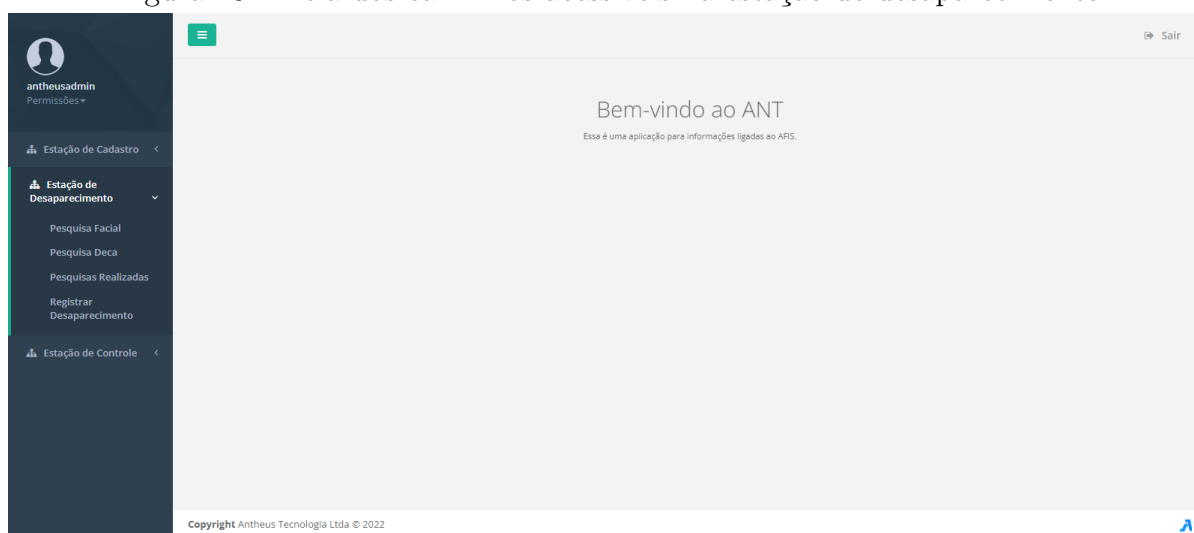 Sair
antheusadmin
Permissões
Bem-vindo ao ANT
Essa é uma aplicação para informações ligadas ao AFIS.
Estação de Cadastro
Estação de
Desaparecimento
Pesquisa Facial
Pesquisa Deca
Pesquisas Realizadas
Registrar
Desaparecimento
Estação de Controle
Copyright Antheus Tecnologia Ltda © 2022